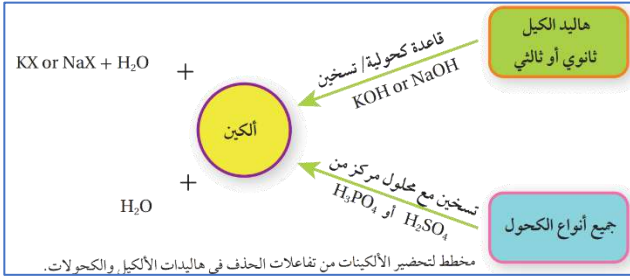 هاليد الكيل
ثانوي أو ثالثي
قاعدة كحولية/ تسخين
KOH or NaOH
KX or NaX + H₂O
+
ألكين
+
H₂O
تسخين مع محلول مركز من
H₂SO₄ أو H₃PO₄
جميع أنواع الكحول
مخطط لتحضير الألكينات من تفاعلات الحذف في هاليدات الألكيل والكحولات.